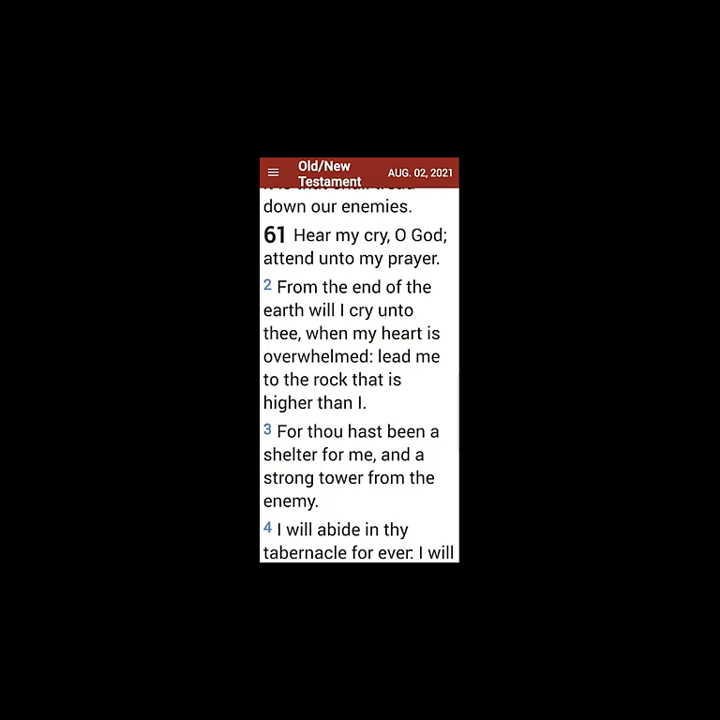 Old/New
Testament
AUG. 02, 2021
down our enemies.
61 Hear my cry, O God;
attend unto my prayer.
2 From the end of the
earth will I cry unto
thee, when my heart is
overwhelmed: lead me
to the rock that is
higher than I.
3 For thou hast been a
shelter for me, and a
strong tower from the
enemy.
4 I will abide in thy
tabernacle for ever: I will